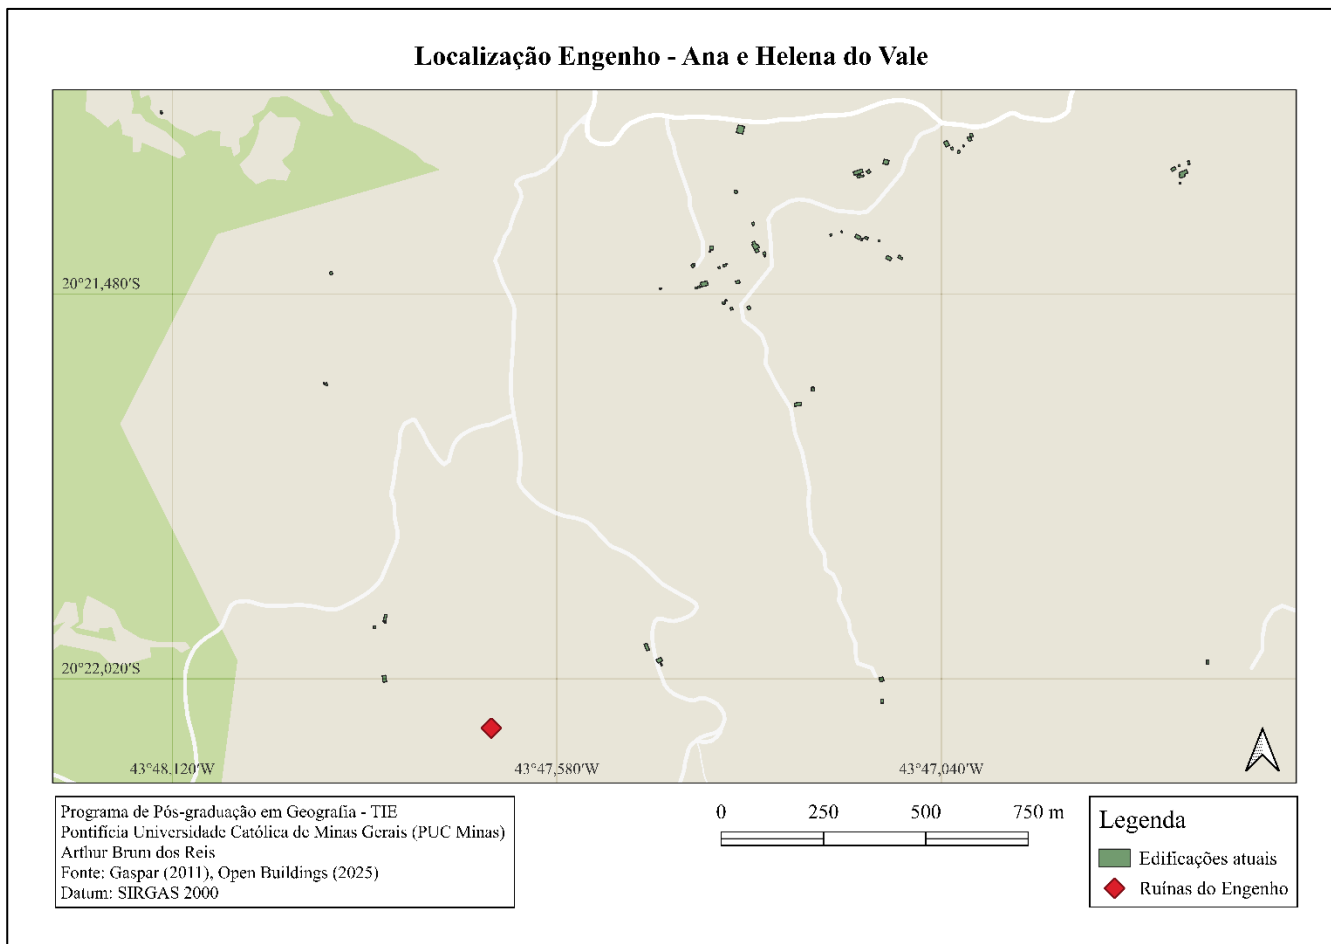 Localização Engenho - Ana e Helena do Vale
20°21,480'S
20°22,020'S
43°48,120'W
43°47,580'W
43°47,040'W
Programa de Pós-graduação em Geografia - TIE
Pontifícia Universidade Católica de Minas Gerais (PUC Minas)
Arthur Brum dos Reis
Fonte: Gaspar (2011), Open Buildings (2025)
Datum: SIRGAS 2000
0 250 500 750 m
Legenda
Edificações atuais
Ruínas do Engenho